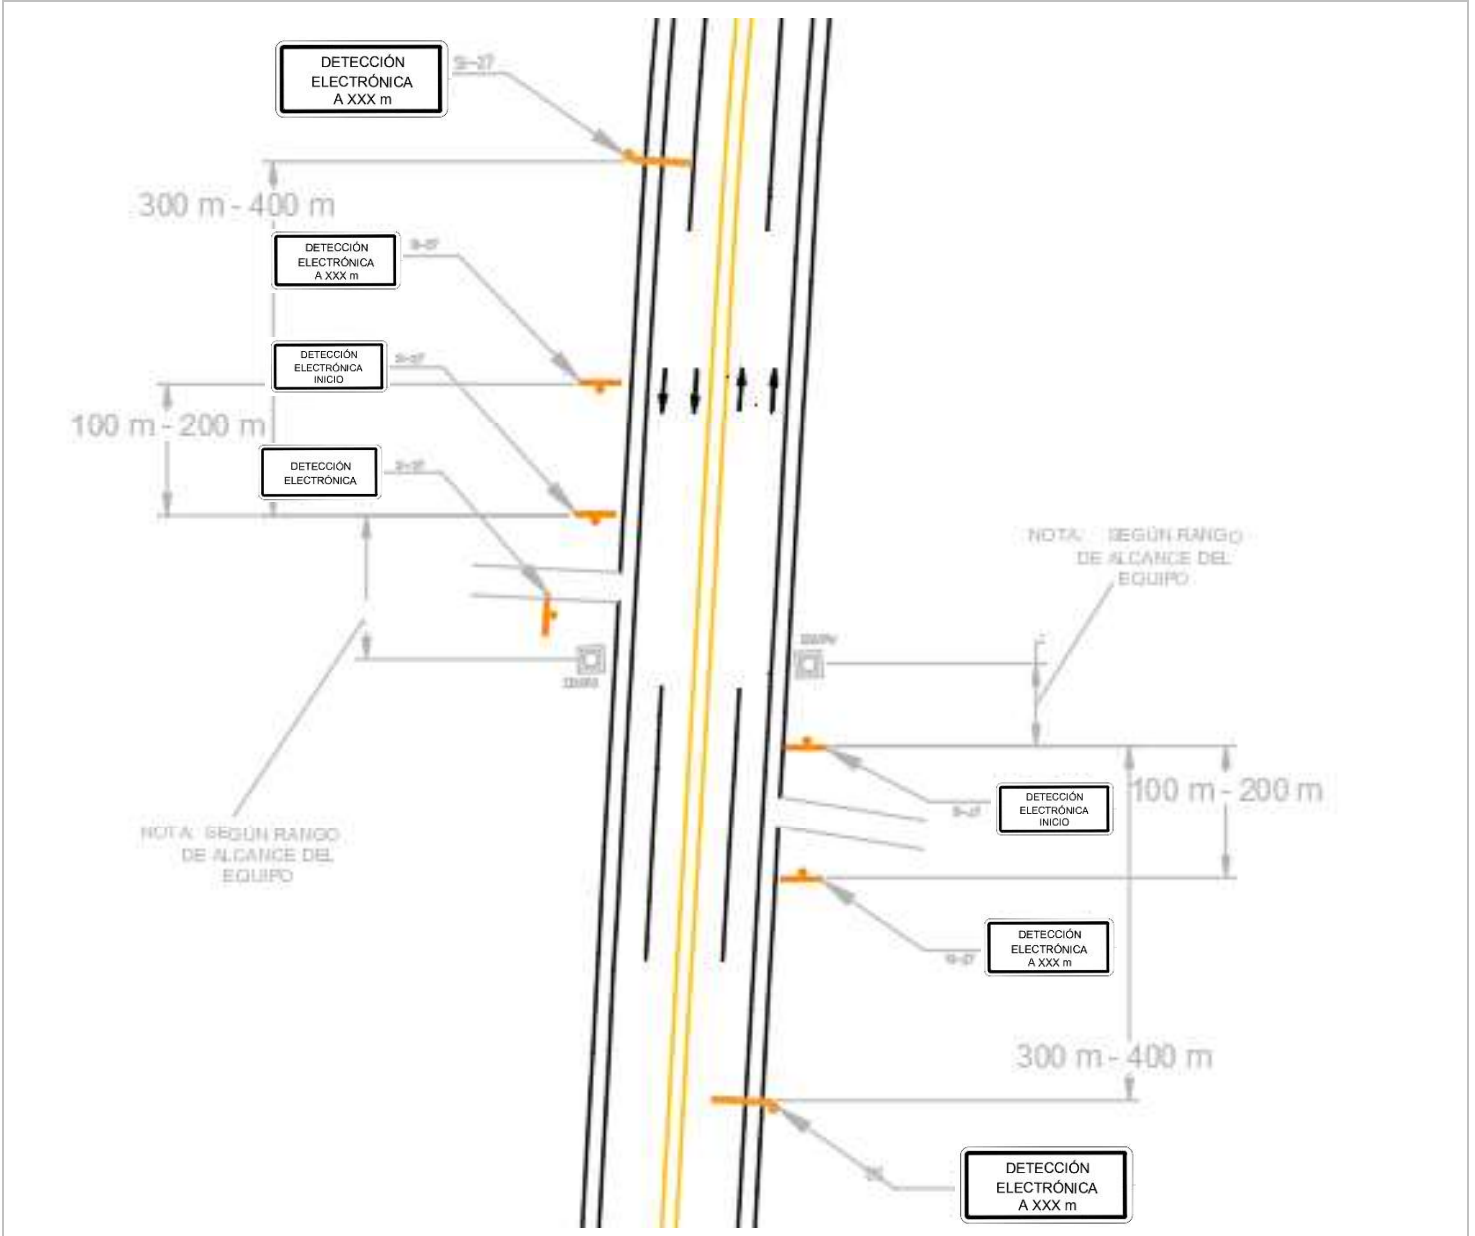 DETECCIÓN
ELECTRÓNICA
A XXX m
300 m - 400 m
DETECCIÓN
ELECTRÓNICA
A XXX m
DETECCIÓN
ELECTRÓNICA
INICIO
100 m - 200 m
DETECCIÓN
ELECTRÓNICA
NOTA: SEGÚN RANGO
DE ALCANCE DEL
EQUIPO
NOTA: SEGÚN RANGO
DE ALCANCE DEL
EQUIPO
DETECCIÓN
ELECTRÓNICA
INICIO
100 m - 200 m
DETECCIÓN
ELECTRÓNICA
A XXX m
300 m - 400 m
DETECCIÓN
ELECTRÓNICA
A XXX m